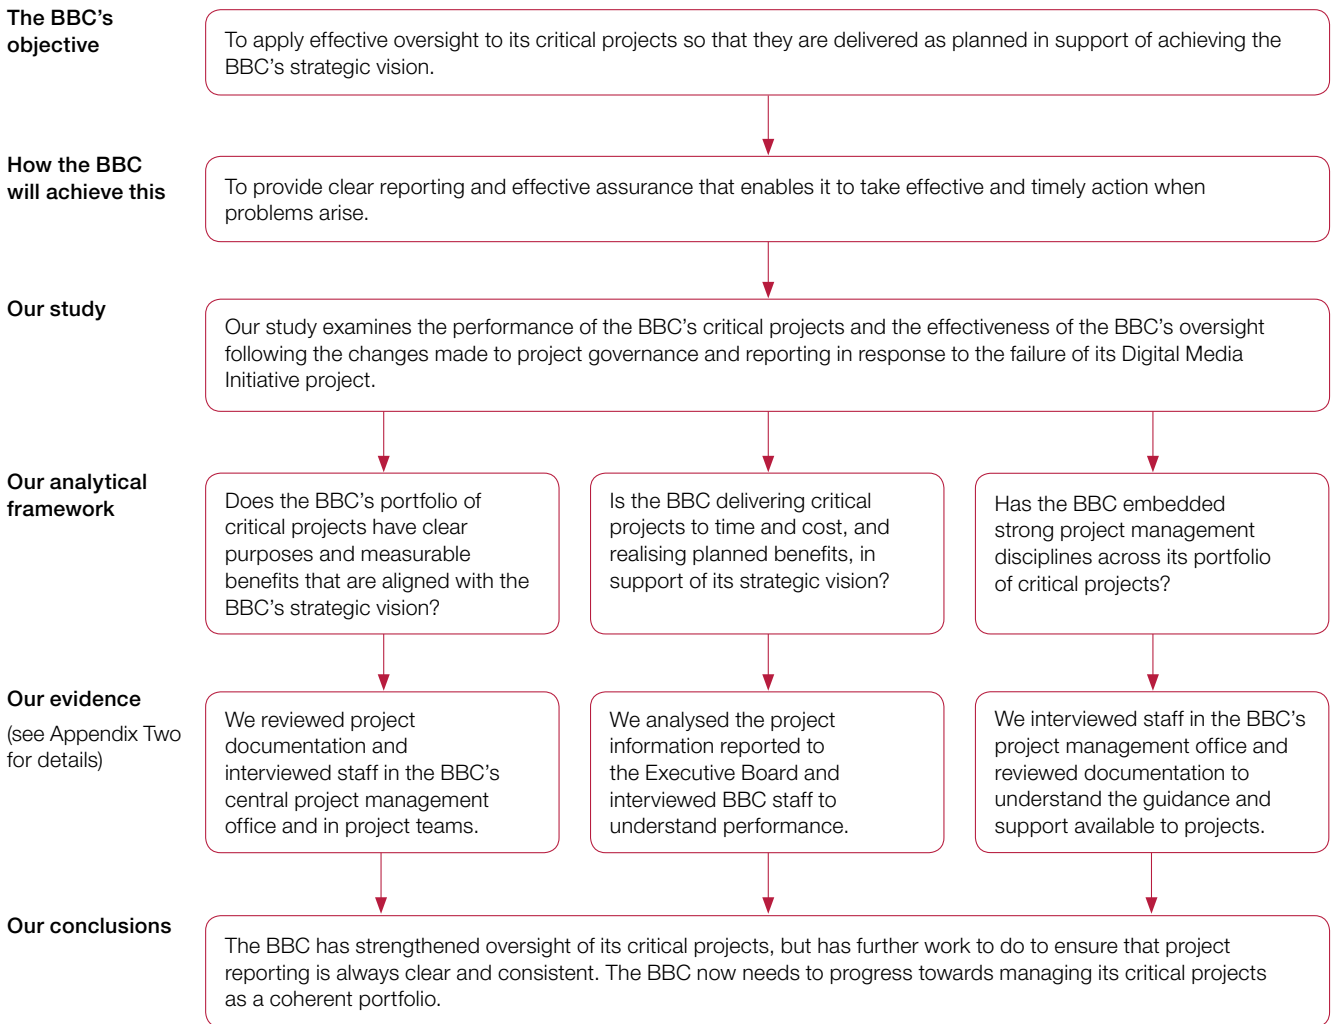 The BBC's
objective
To apply effective oversight to its critical projects so that they are delivered as planned in support of achieving the
BBC's strategic vision.
How the BBC
will achieve this
To provide clear reporting and effective assurance that enables it to take effective and timely action when
problems arise.
Our study
Our study examines the performance of the BBC's critical projects and the effectiveness of the BBC's oversight
following the changes made to project governance and reporting in response to the failure of its Digital Media
Initiative project.
Our analytical
framework
Does the BBC's portfolio of
critical projects have clear
purposes and measurable
benefits that are aligned with the
BBC's strategic vision?
Is the BBC delivering critical
projects to time and cost, and
realising planned benefits, in
support of its strategic vision?
Has the BBC embedded
strong project management
disciplines across its portfolio
of critical projects?
Our evidence
(see Appendix Two
for details)
We reviewed project
documentation and
interviewed staff in the BBC's
central project management
office and in project teams.
We analysed the project
information reported to
the Executive Board and
interviewed BBC staff to
understand performance.
We interviewed staff in the BBC's
project management office and
reviewed documentation to
understand the guidance and
support available to projects.
Our conclusions
The BBC has strengthened oversight of its critical projects, but has further work to do to ensure that project
reporting is always clear and consistent. The BBC now needs to progress towards managing its critical projects
as a coherent portfolio.